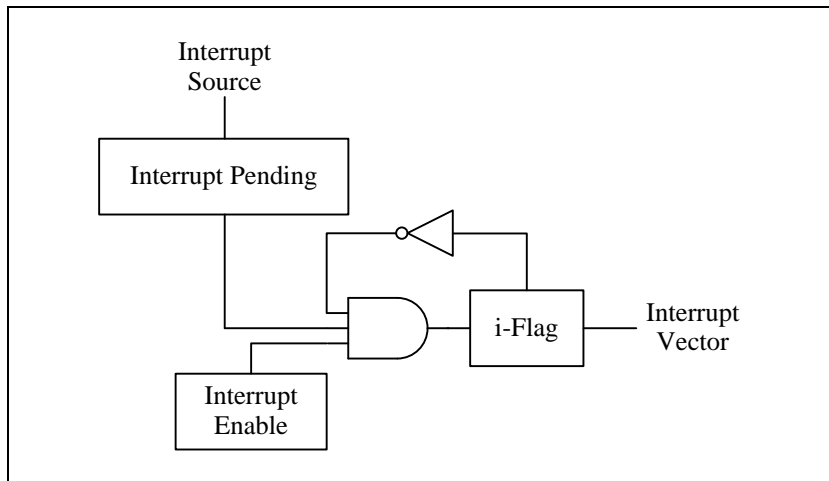 Interrupt
Source
Interrupt Pending
i-Flag
Interrupt
Vector
Interrupt
Enable